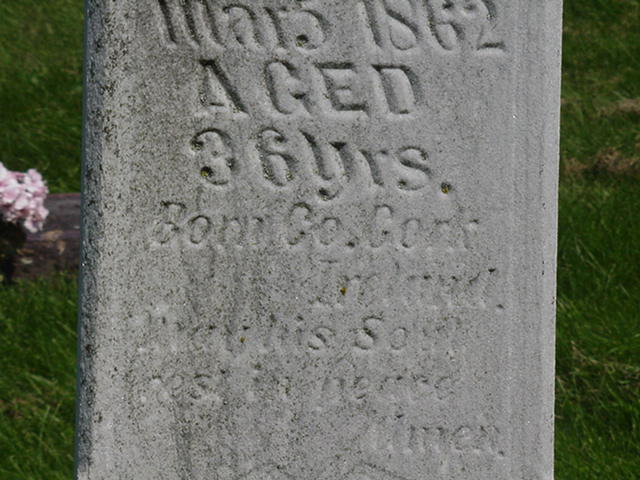 Mar 5 1862
AGED
36 yrs.
Born Co. Cork
Ireland.
May his Soul
rest in peace
Amen.